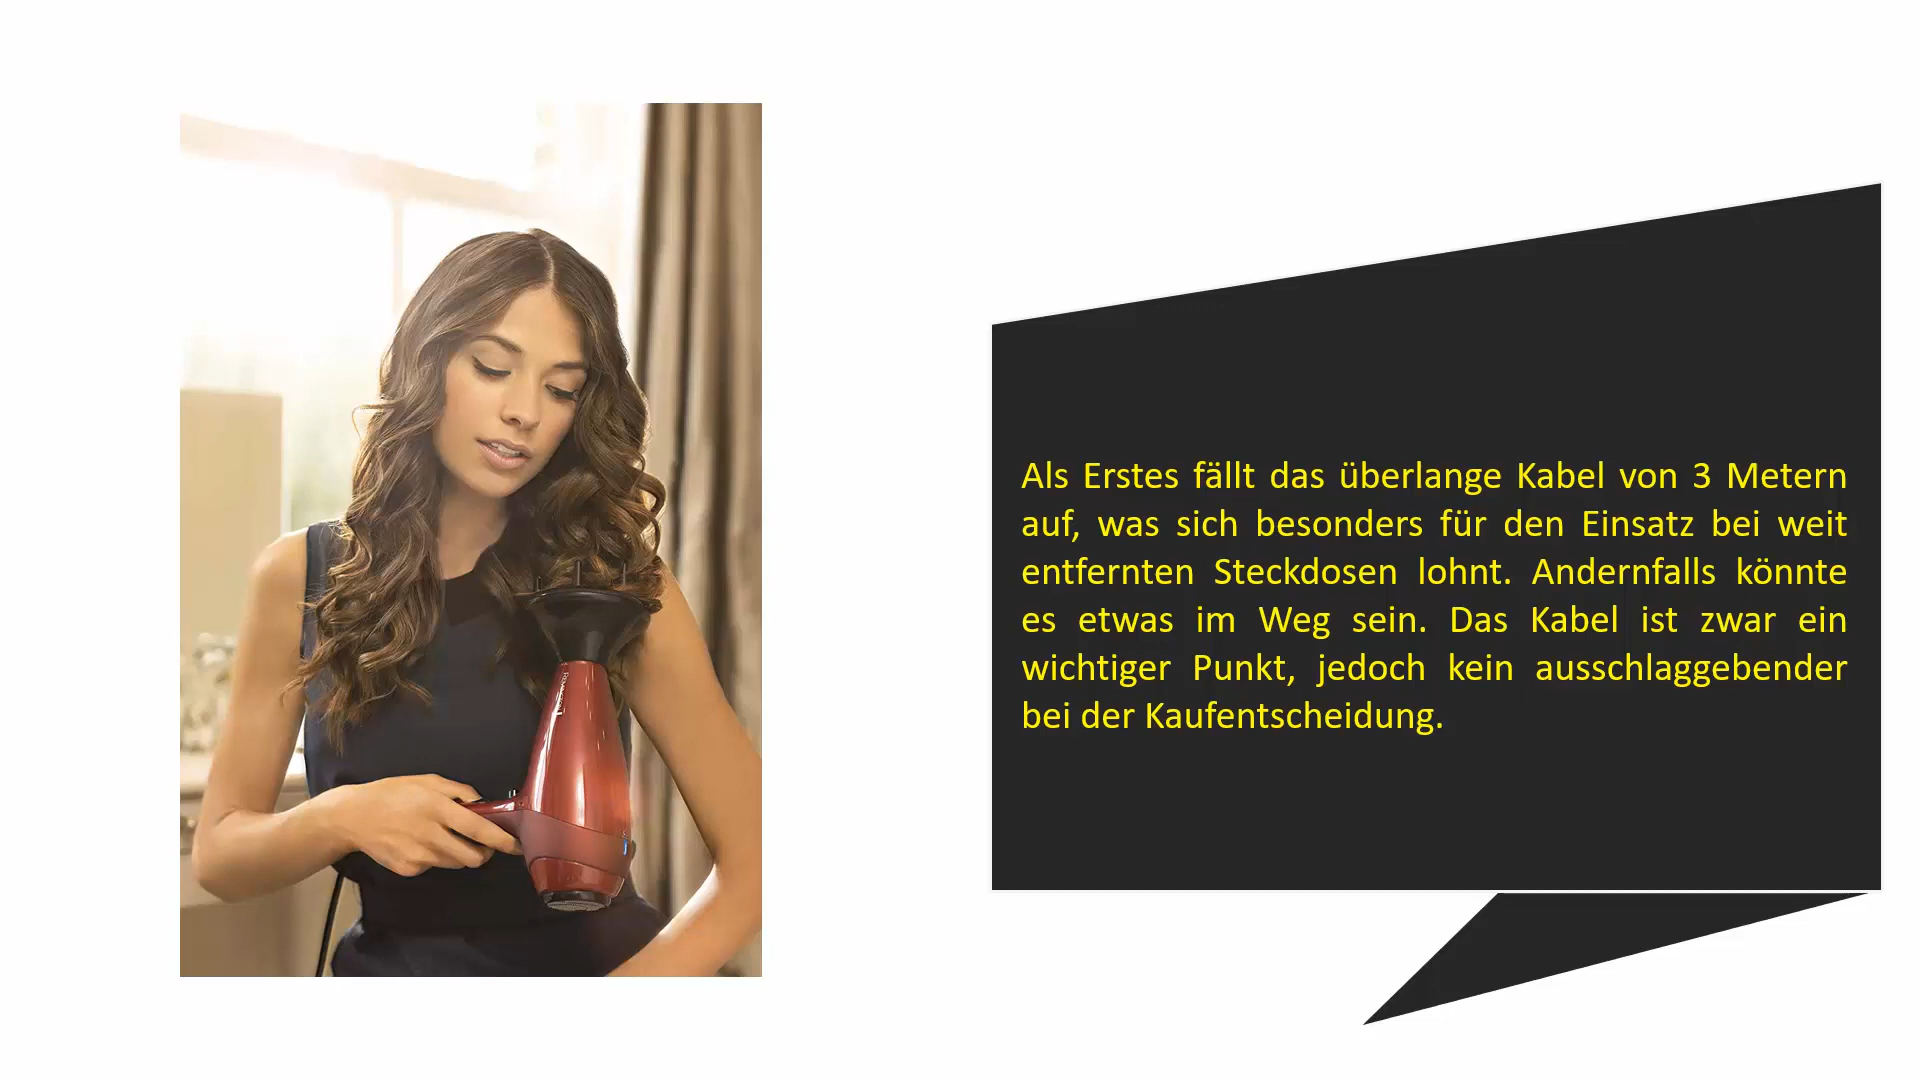 Als Erstes fällt das überlange Kabel von 3 Metern
auf, was sich besonders für den Einsatz bei weit
entfernten Steckdosen lohnt. Andernfalls könnte
es etwas im Weg sein. Das Kabel ist zwar ein
wichtiger Punkt, jedoch kein ausschlaggebender
bei der Kaufentscheidung.